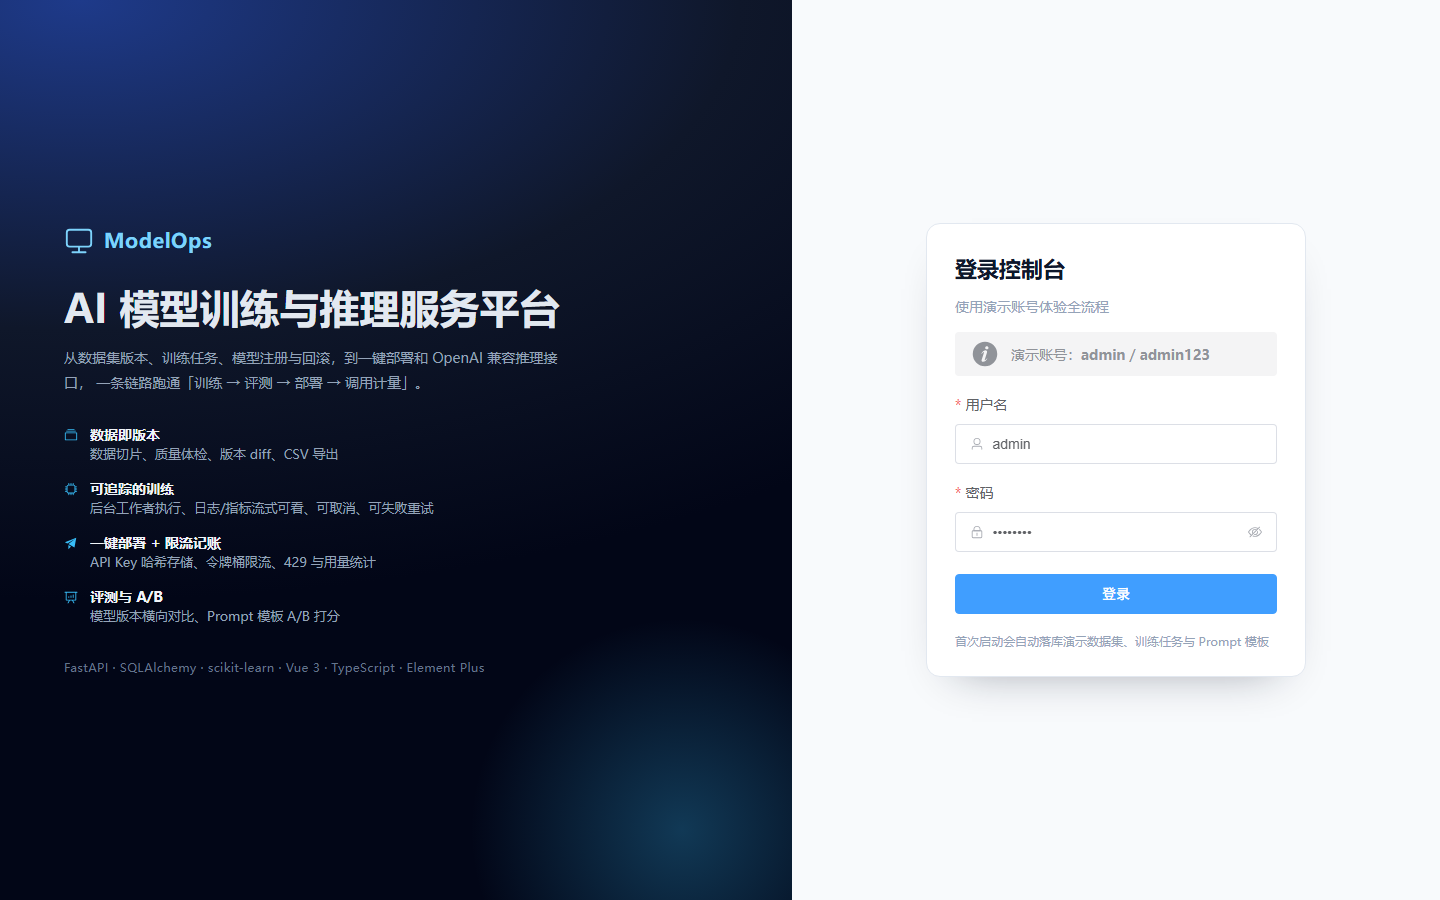 ModelOps
AI 模型训练与推理服务平台
从数据集版本、训练任务、模型注册与回滚，到一键部署和 OpenAI 兼容推理接
口， 一条链路跑通「训练 → 评测 → 部署 → 调用计量」。
数据即版本
数据切片、质量体检、版本 diff、CSV 导出
可追踪的训练
后台工作者执行、日志/指标流式可看、可取消、可失败重试
一键部署 + 限流记账
API Key 哈希存储、令牌桶限流、429 与用量统计
评测与 A/B
模型版本横向对比、Prompt 模板 A/B 打分
FastAPI · SQLAlchemy · scikit-learn · Vue 3 · TypeScript · Element Plus
登录控制台
使用演示账号体验全流程
演示账号：admin / admin123
* 用户名
admin
* 密码
••••••••
登录
首次启动会自动落库演示数据集、训练任务与 Prompt 模板